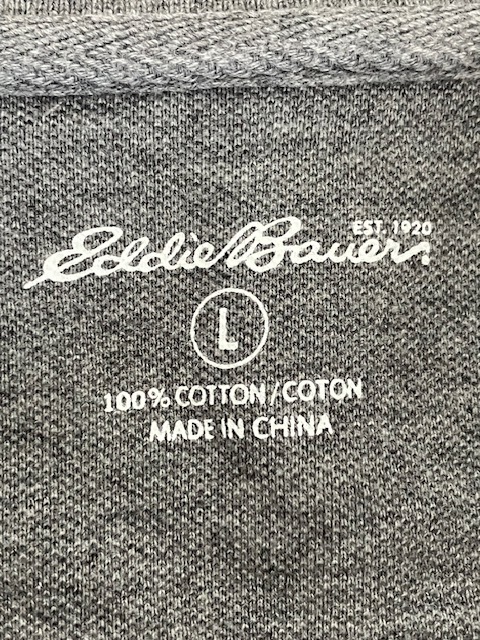 EST. 1920
Eddie Bauer
L
100% COTTON/COTON
MADE IN CHINA